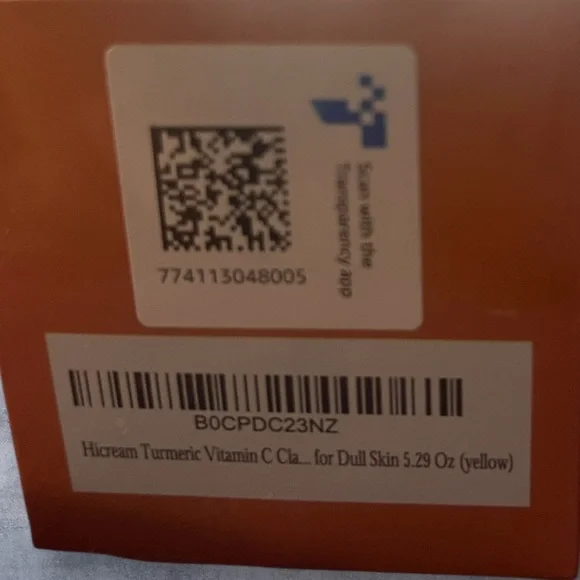 774113048005
Scan with the
Transparency app
B0CPDC23NZ
Hicream Turmeric Vitamin C Cla... for Dull Skin 5.29 Oz (yellow)